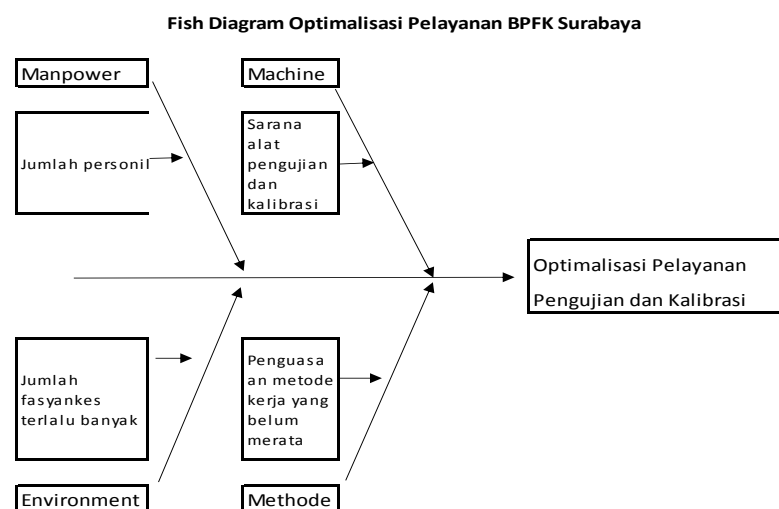 Fish Diagram Optimalisasi Pelayanan BPFK Surabaya
Manpower
Machine
Jumlah personil
Sarana
alat
pengujian
dan
kalibrasi
Optimalisasi Pelayanan
Pengujian dan Kalibrasi
Jumlah
fasyankes
terlalu banyak
Penguasa
an metode
kerja yang
belum
merata
Environment
Methode